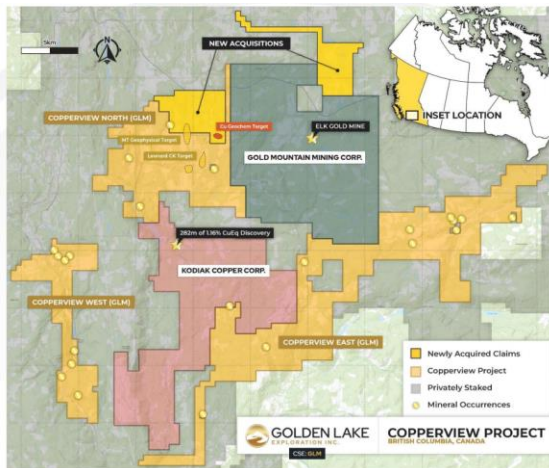 5km
N
NEW ACQUISITIONS
INSET LOCATION
COPPERVIEW NORTH (GLM)
Cu Geochem Target
MT Geophysical Target
Leonard CK Target
ELK GOLD MINE
GOLD MOUNTAIN MINING CORP.
282m of 1.16% CuEq Discovery
KODIAK COPPER CORP.
COPPERVIEW WEST (GLM)
COPPERVIEW EAST (GLM)
Newly Acquired Claims
Copperview Project
Privately Staked
Mineral Occurrences
GOLDEN LAKE
EXPLORATION INC.
CSE: GLM
COPPERVIEW PROJECT
BRITISH COLUMBIA, CANADA